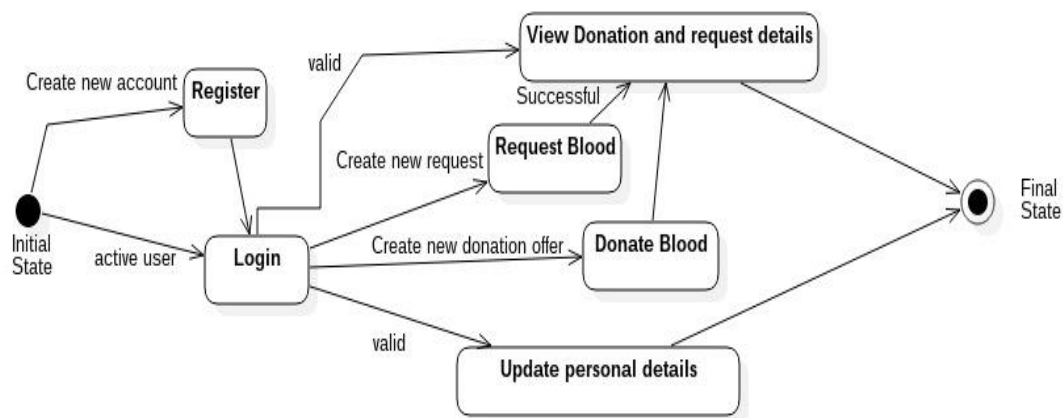 View Donation and request details
valid
Create new account
Register
Successful
Request Blood
Create new request
Initial
State
active user
Login
Create new donation offer
Donate Blood
Final
State
valid
Update personal details